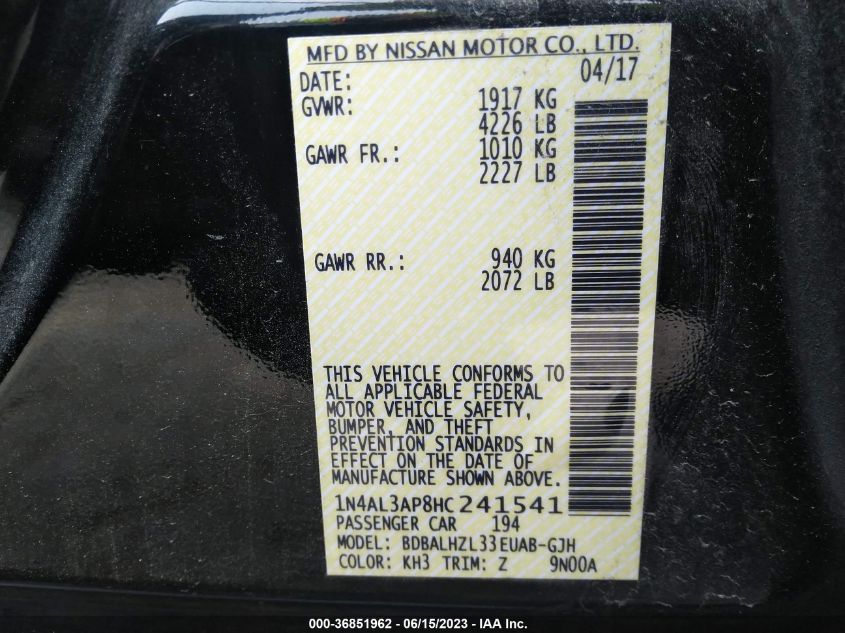 MFD BY NISSAN MOTOR CO., LTD.
DATE: 04/17
GVWR: 1917 KG
4226 LB
GAWR FR.: 1010 KG
2227 LB
GAWR RR.: 940 KG
2072 LB
THIS VEHICLE CONFORMS TO
ALL APPLICABLE FEDERAL
MOTOR VEHICLE SAFETY,
BUMPER, AND THEFT
PREVENTION STANDARDS IN
EFFECT ON THE DATE OF
MANUFACTURE SHOWN ABOVE.
1N4AL3AP8HC241541
PASSENGER CAR 194
MODEL: BDBALHZL33EUAB-GJH
COLOR: KH3 TRIM: Z 9N00A
000-36851962 - 06/15/2023 - IAA Inc.